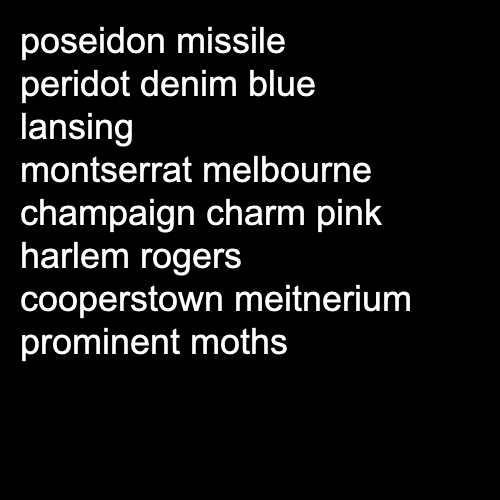 poseidon missile
peridot denim blue
lansing
montserrat melbourne
champaign charm pink
harlem rogers
cooperstown meitnerium
prominent moths